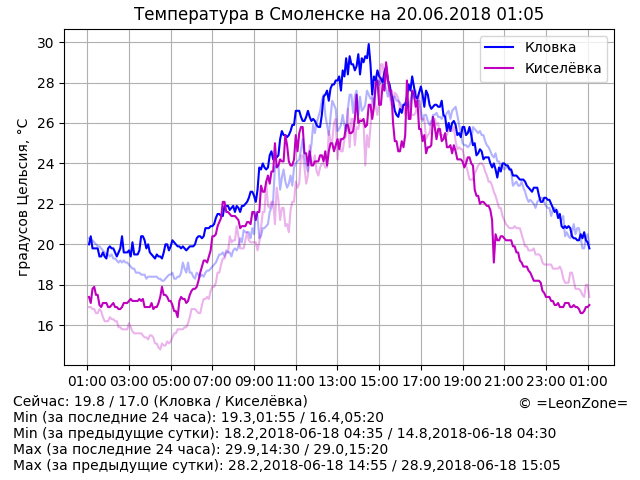 Температура в Смоленске на 20.06.2018 01:05
Кловка
Киселёвка
градусов Цельсия, °C
30
28
26
24
22
20
18
16
01:00 03:00 05:00 07:00 09:00 11:00 13:00 15:00 17:00 19:00 21:00 23:00 01:00
Сейчас: 19.8 / 17.0 (Кловка / Киселёвка)
© =LeonZone=
Min (за последние 24 часа): 19.3,01:55 / 16.4,05:20
Min (за предыдущие сутки): 18.2,2018-06-18 04:35 / 14.8,2018-06-18 04:30
Max (за последние 24 часа): 29.9,14:30 / 29.0,15:20
Max (за предыдущие сутки): 28.2,2018-06-18 14:55 / 28.9,2018-06-18 15:05